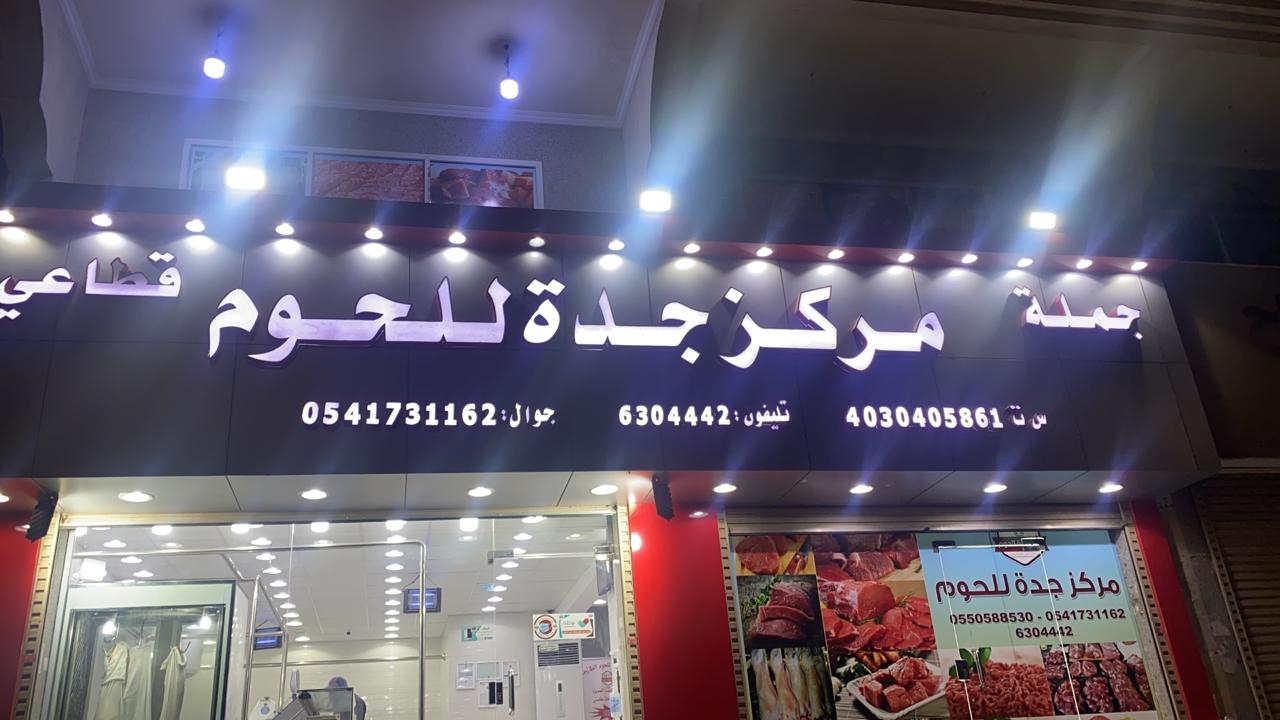 جملة مركز جدة للحوم قطاعي
س ت 4030405861 تليفون: 6304442 جوال: 0541731162
مركز جدة للحوم
0550588530 - 0541731162
6304442